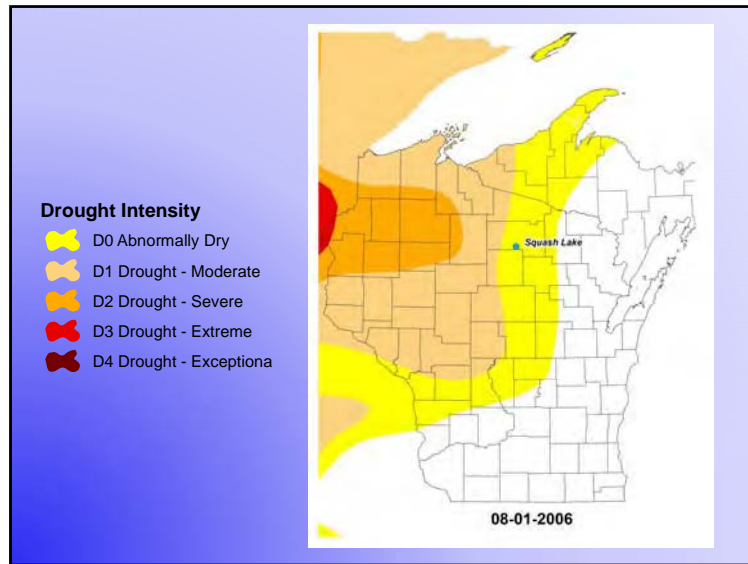 Drought Intensity
D0 Abnormally Dry
D1 Drought - Moderate
D2 Drought - Severe
D3 Drought - Extreme
D4 Drought - Exceptiona
Squash Lake
08-01-2006